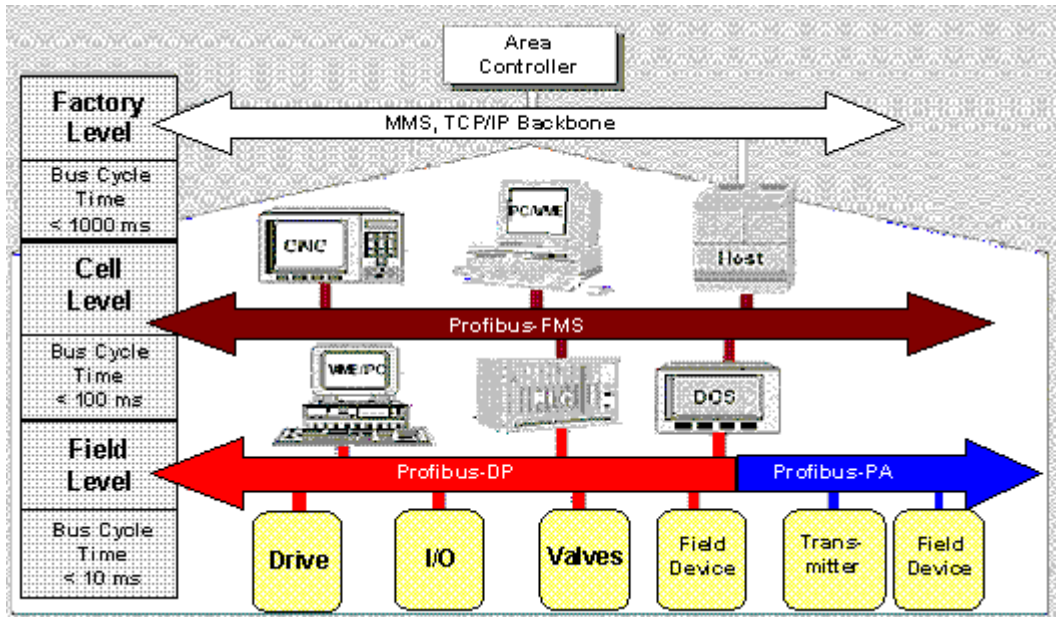 Area
Controller
Factory
Level
MMS, TCP/IP Backbone
Bus Cycle
Time
< 1000 ms
CNC
PC/VME
Host
Cell
Level
Profibus-FMS
Bus Cycle
Time
< 100 ms
VME/PC
DCS
Field
Level
Profibus-DP
Profibus-PA
Bus Cycle
Time
< 10 ms
Drive
I/O
Valves
Field
Device
Trans-
mitter
Field
Device